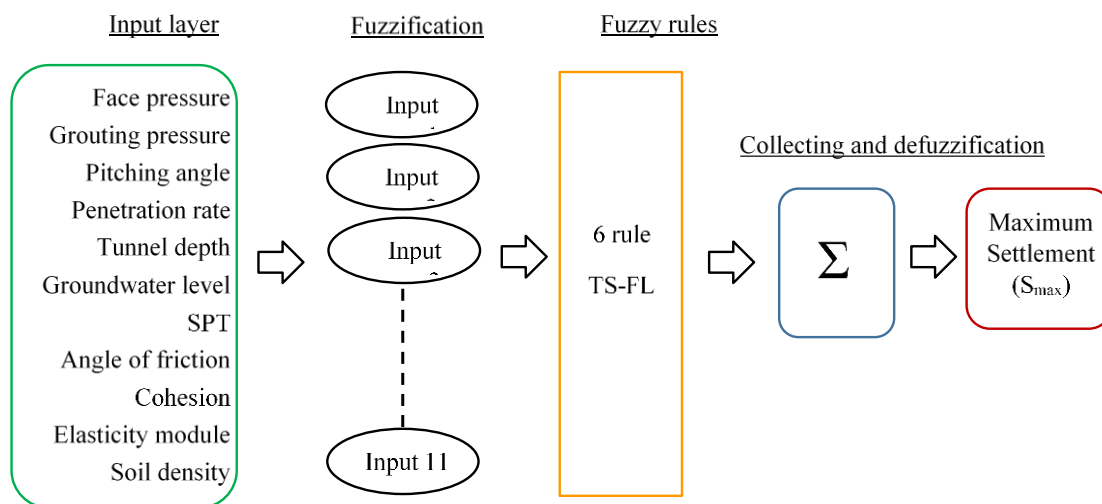 Input layer
Face pressure
Grouting pressure
Pitching angle
Penetration rate
Tunnel depth
Groundwater level
SPT
Angle of friction
Cohesion
Elasticity module
Soil density
Fuzzification
Input
Input
Input
Input 11
Fuzzy rules
6 rule
TS-FL
Collecting and defuzzification
Σ
Maximum
Settlement
(Smax)